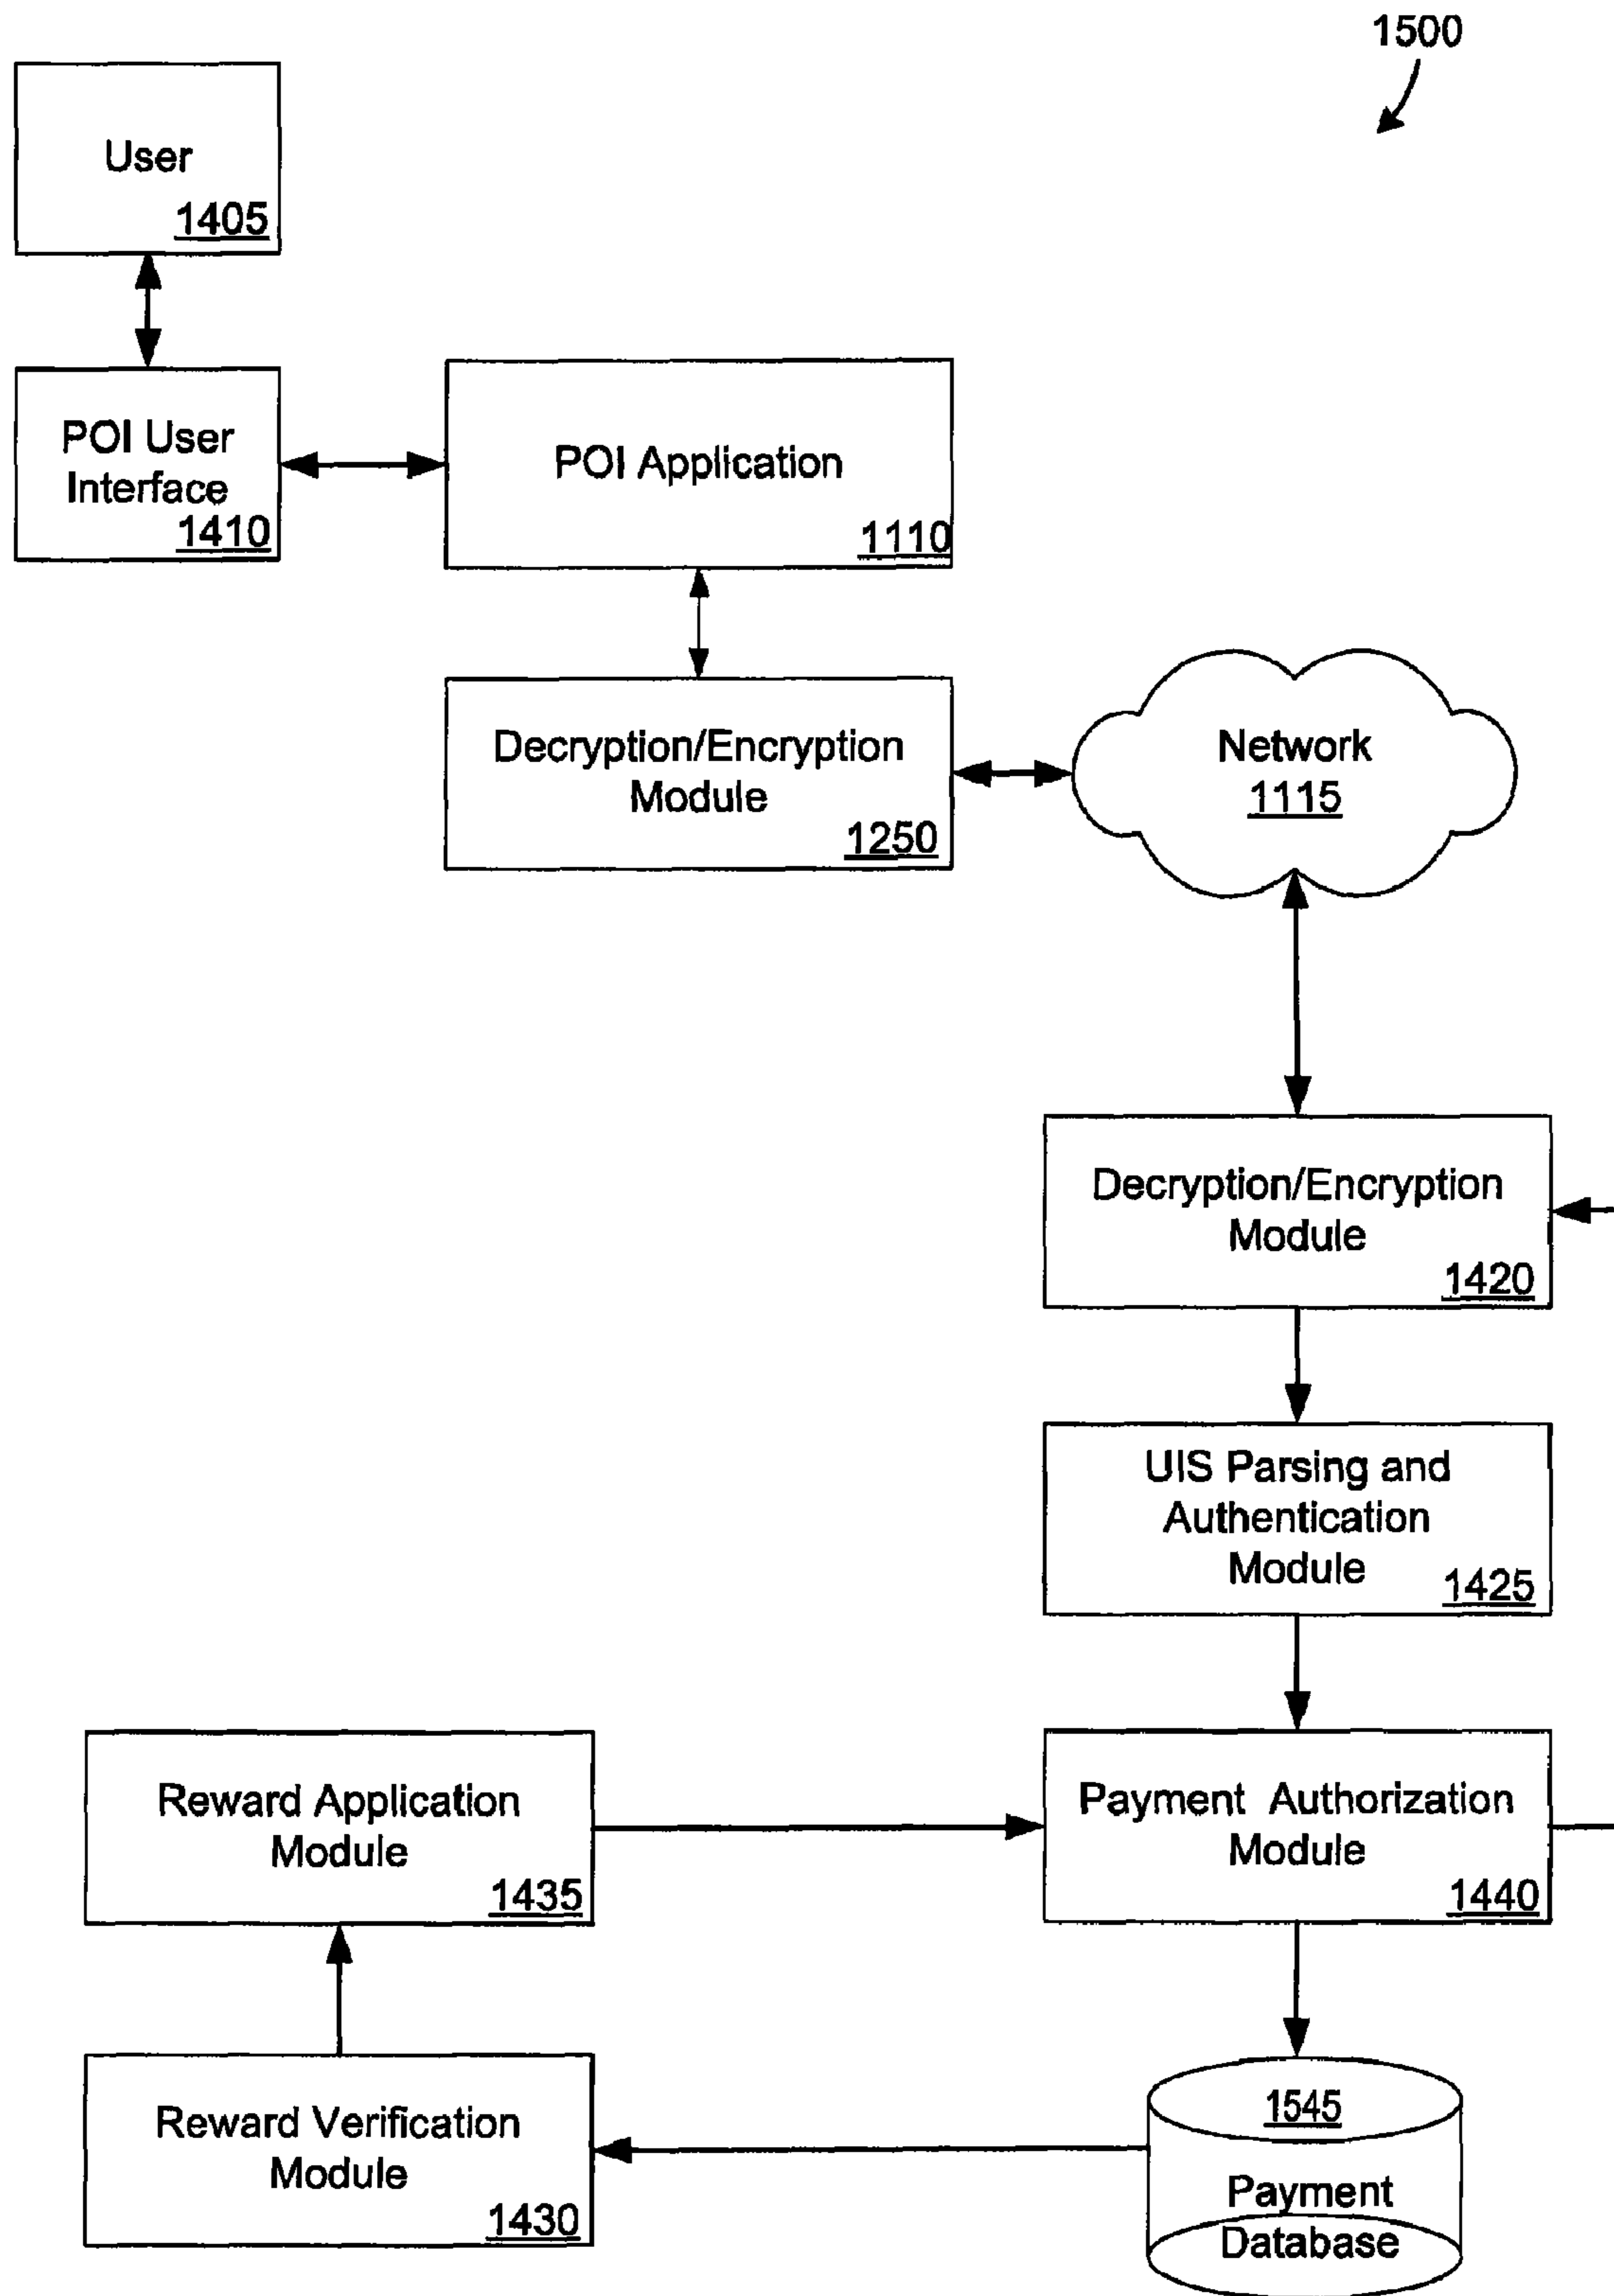 1500
User
1405
POI User
Interface
1410
POI Application
1110
Decryption/Encryption
Module
1250
Network
1115
Decryption/Encryption
Module
1420
UIS Parsing and
Authentication
Module
1425
Reward Application
Module
1435
Payment Authorization
Module
1440
Reward Verification
Module
1430
1545
Payment
Database